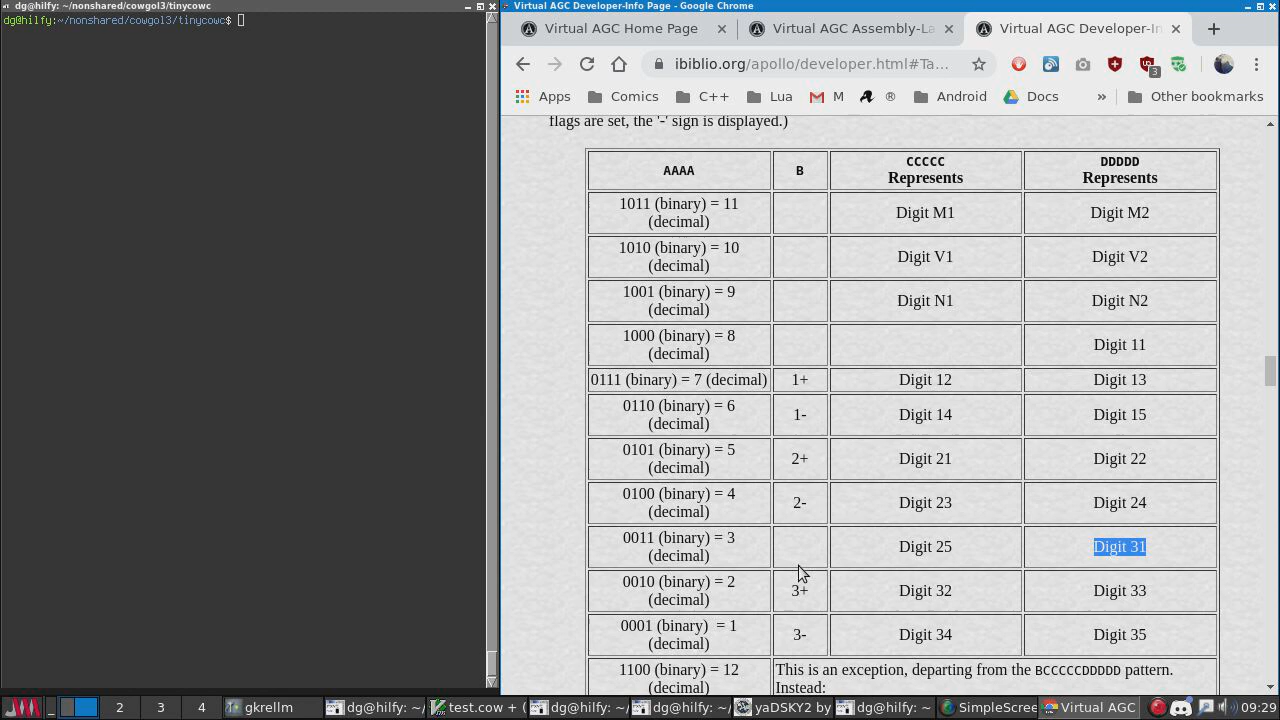 dg@hilfy: ~/nonshared/cowgol3/tinycowc
dg@hilfy:~/nonshared/cowgol3/tinycowc$
Virtual AGC Developer-Info Page - Google Chrome
Virtual AGC Home Page
Virtual AGC Assembly-La
Virtual AGC Developer-In
ibiblio.org/apollo/developer.html#Ta…
3
Apps
Comics
C++
Lua
M
®
Android
Docs
»
Other bookmarks
flags are set, the '-' sign is displayed.)
AAAA B CCCCC Represents DDDDD Represents
1011 (binary) = 11 (decimal) Digit M1 Digit M2
1010 (binary) = 10 (decimal) Digit V1 Digit V2
1001 (binary) = 9 (decimal) Digit N1 Digit N2
1000 (binary) = 8 (decimal) Digit 11
0111 (binary) = 7 (decimal) 1+ Digit 12 Digit 13
0110 (binary) = 6 (decimal) 1- Digit 14 Digit 15
0101 (binary) = 5 (decimal) 2+ Digit 21 Digit 22
0100 (binary) = 4 (decimal) 2- Digit 23 Digit 24
0011 (binary) = 3 (decimal) Digit 25 Digit 31
0010 (binary) = 2 (decimal) 3+ Digit 32 Digit 33
0001 (binary) = 1 (decimal) 3- Digit 34 Digit 35
1100 (binary) = 12 (decimal) This is an exception, departing from the BCCCCCDDDDD pattern.
Instead:
2
3
4
gkrellm
dg@hilfy: ~/
test.cow + (
dg@hilfy: ~/
dg@hilfy: ~/
yaDSKY2 by
dg@hilfy: ~
SimpleScree
Virtual AGC
09:29